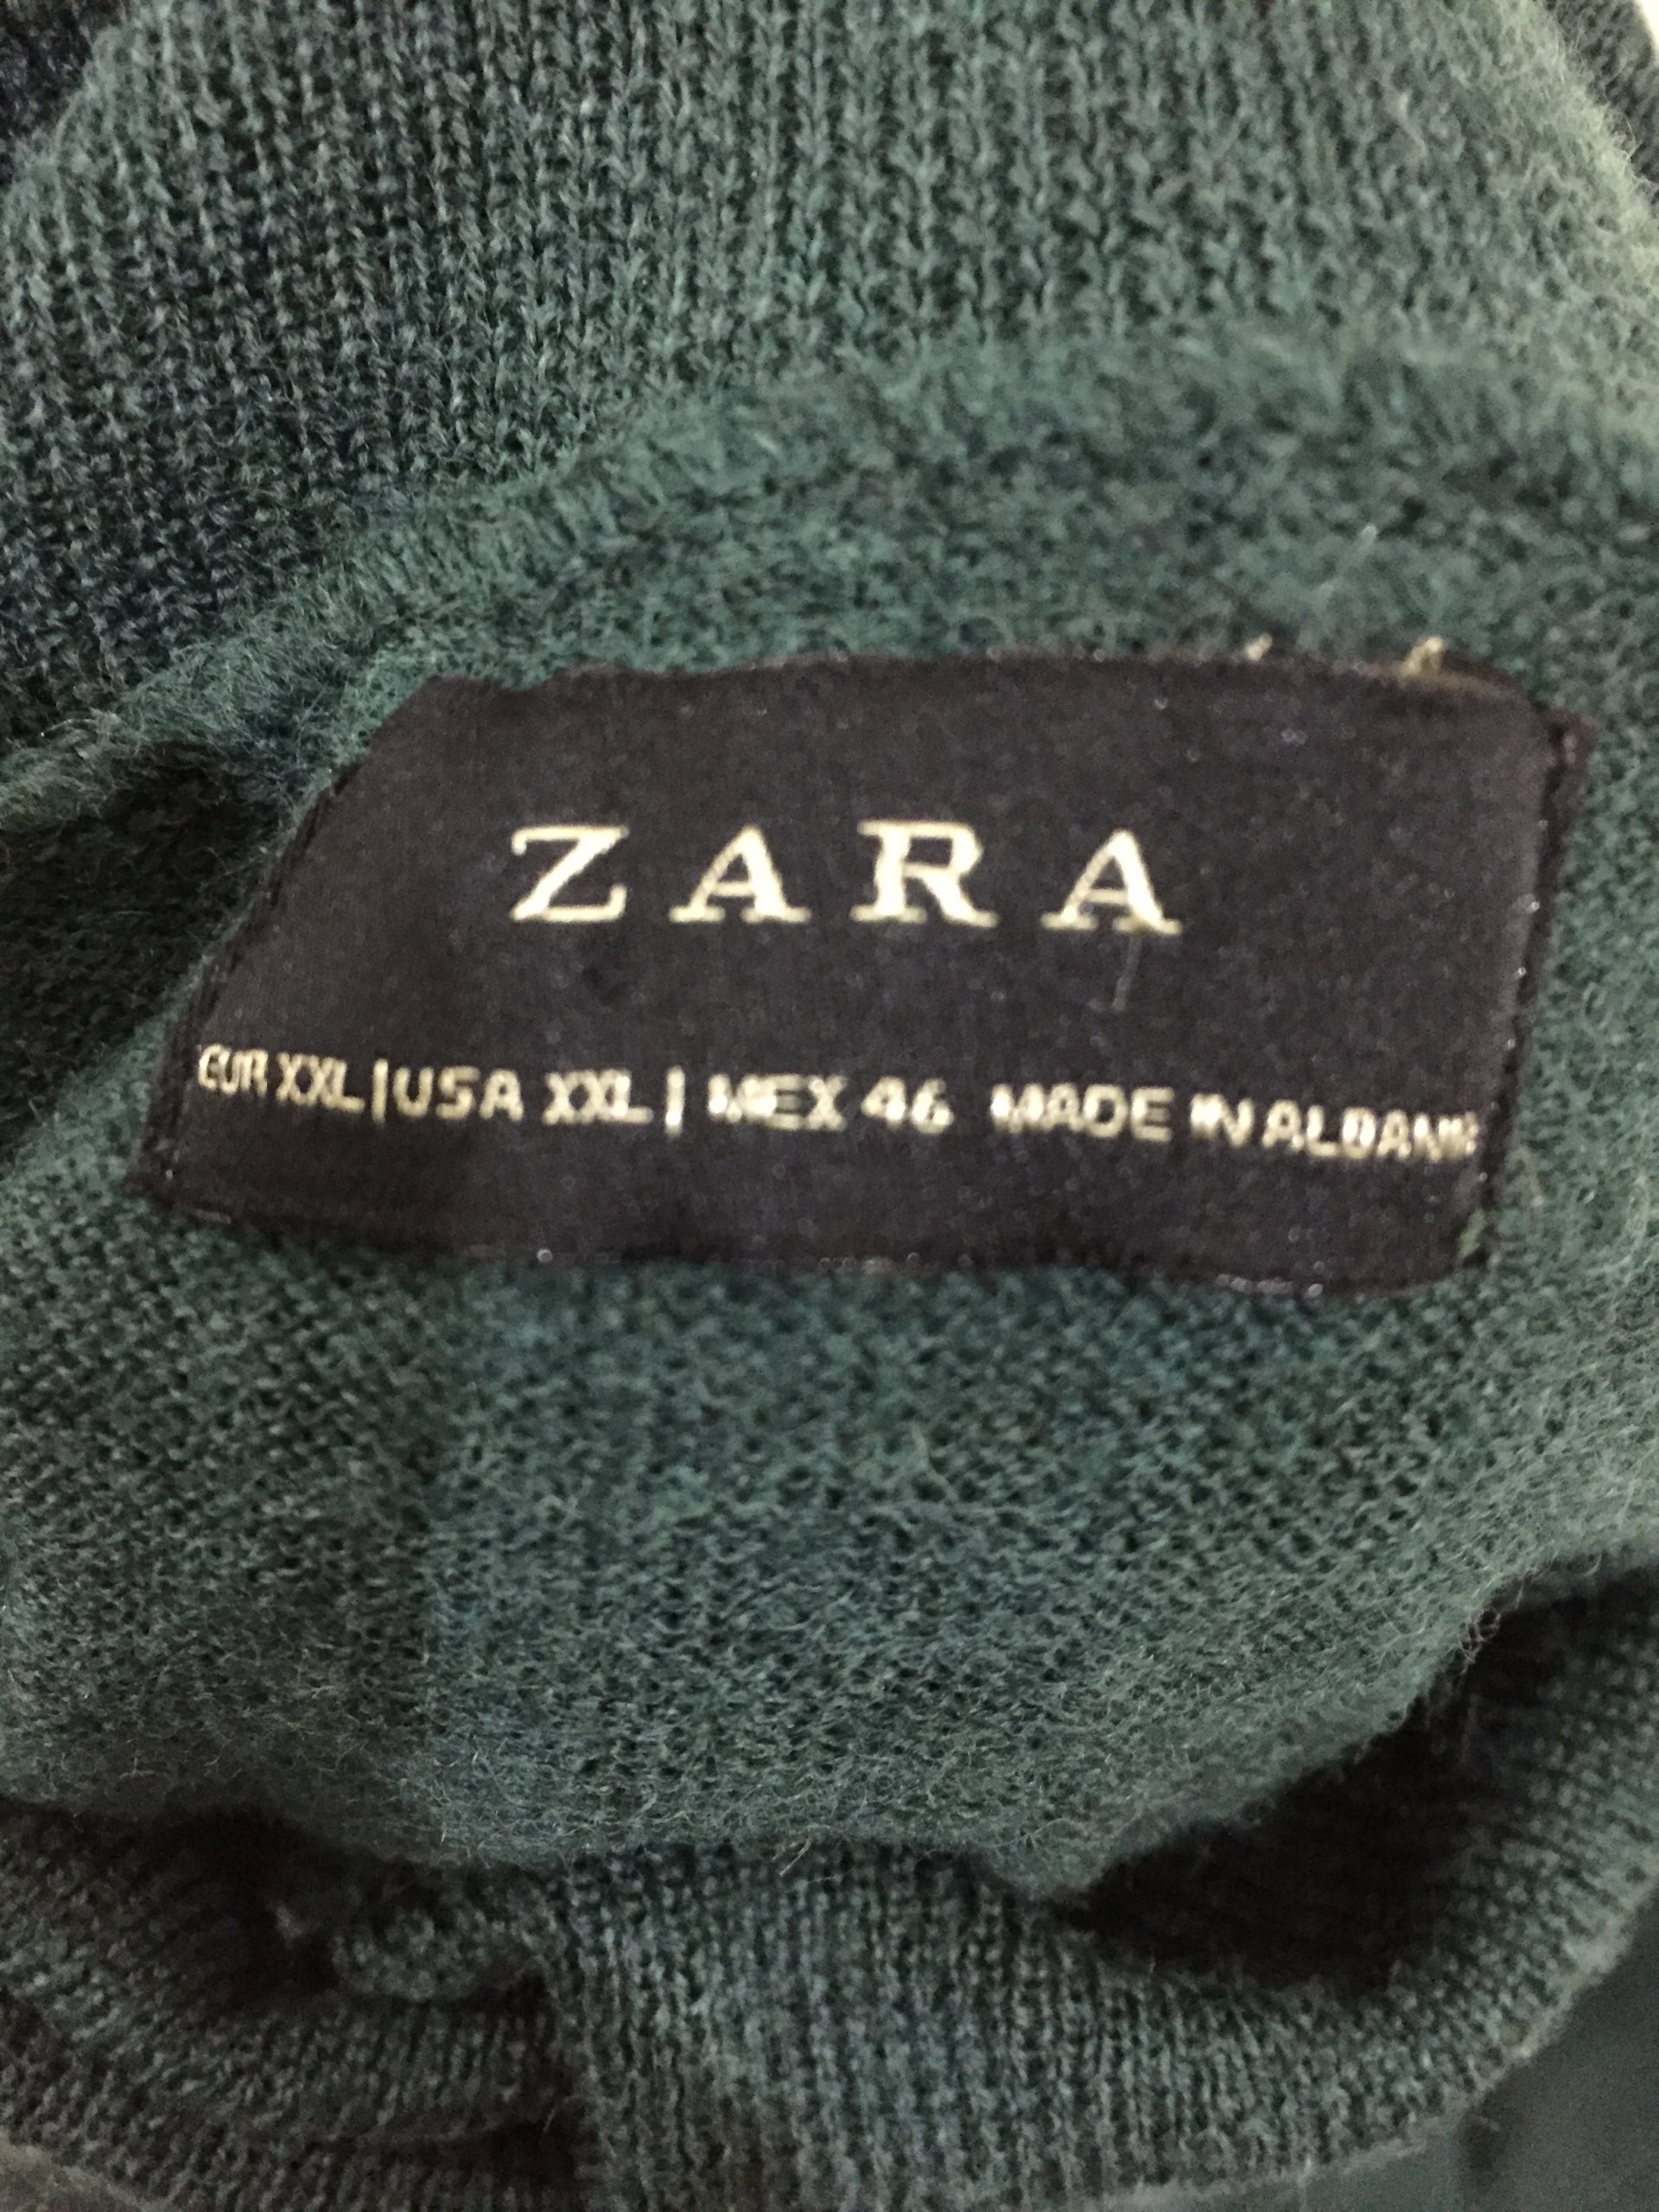 ZARA
EUR XXL | USA XXL | MEX 46 MADE IN ALBANIA